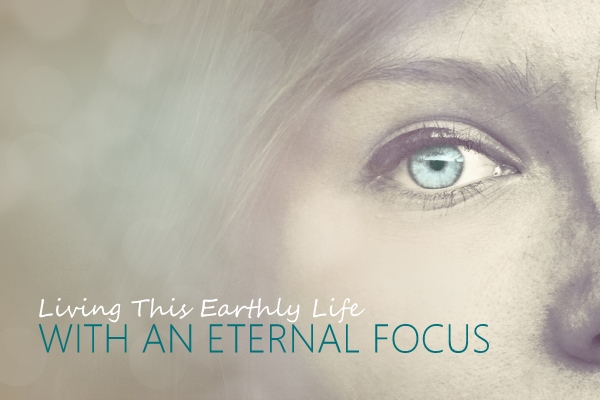 Living This Earthly Life
WITH AN ETERNAL FOCUS